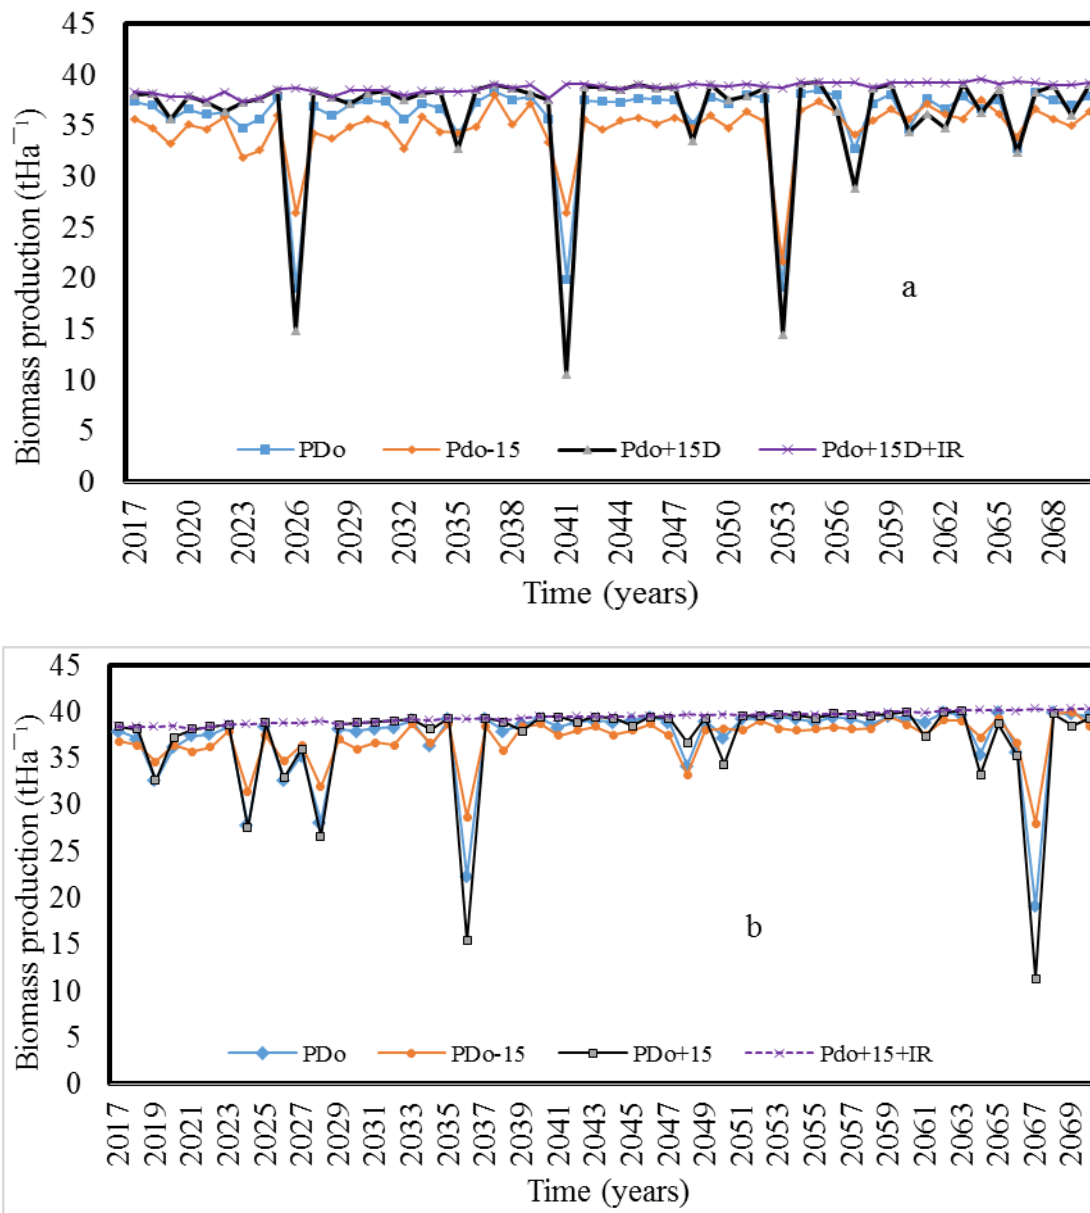 Biomass production (tHa⁻¹)
45
40
35
30
25
20
15
10
5
0
a
PDo Pdo-15 Pdo+15D Pdo+15D+IR
2017 2020 2023 2026 2029 2032 2035 2038 2041 2044 2047 2050 2053 2056 2059 2062 2065 2068
Time (years)
Biomass production (tHa⁻¹)
45
40
35
30
25
20
15
10
5
0
b
PDo PDo-15 PDo+15 Pdo+15+IR
2017 2019 2021 2023 2025 2027 2029 2031 2033 2035 2037 2039 2041 2043 2045 2047 2049 2051 2053 2055 2057 2059 2061 2063 2065 2067 2069
Time (years)